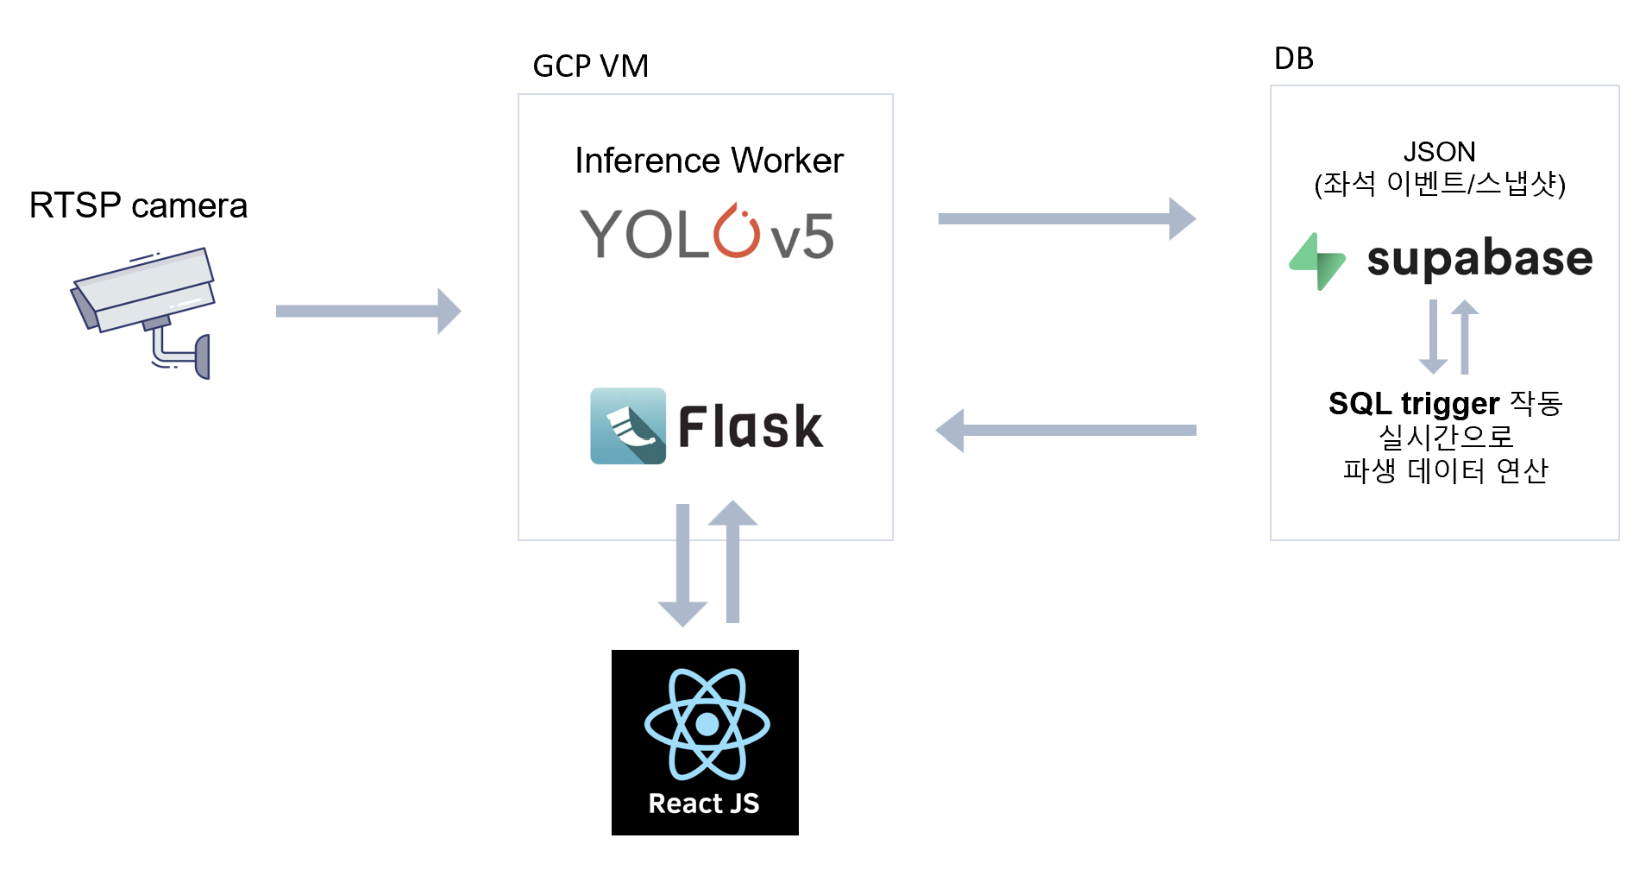 GCP VM
DB
RTSP camera
Inference Worker
YOLOv5
Flask
React JS
JSON
(좌석 이벤트/스냅샷)
supabase
SQL trigger 작동
실시간으로
파생 데이터 연산